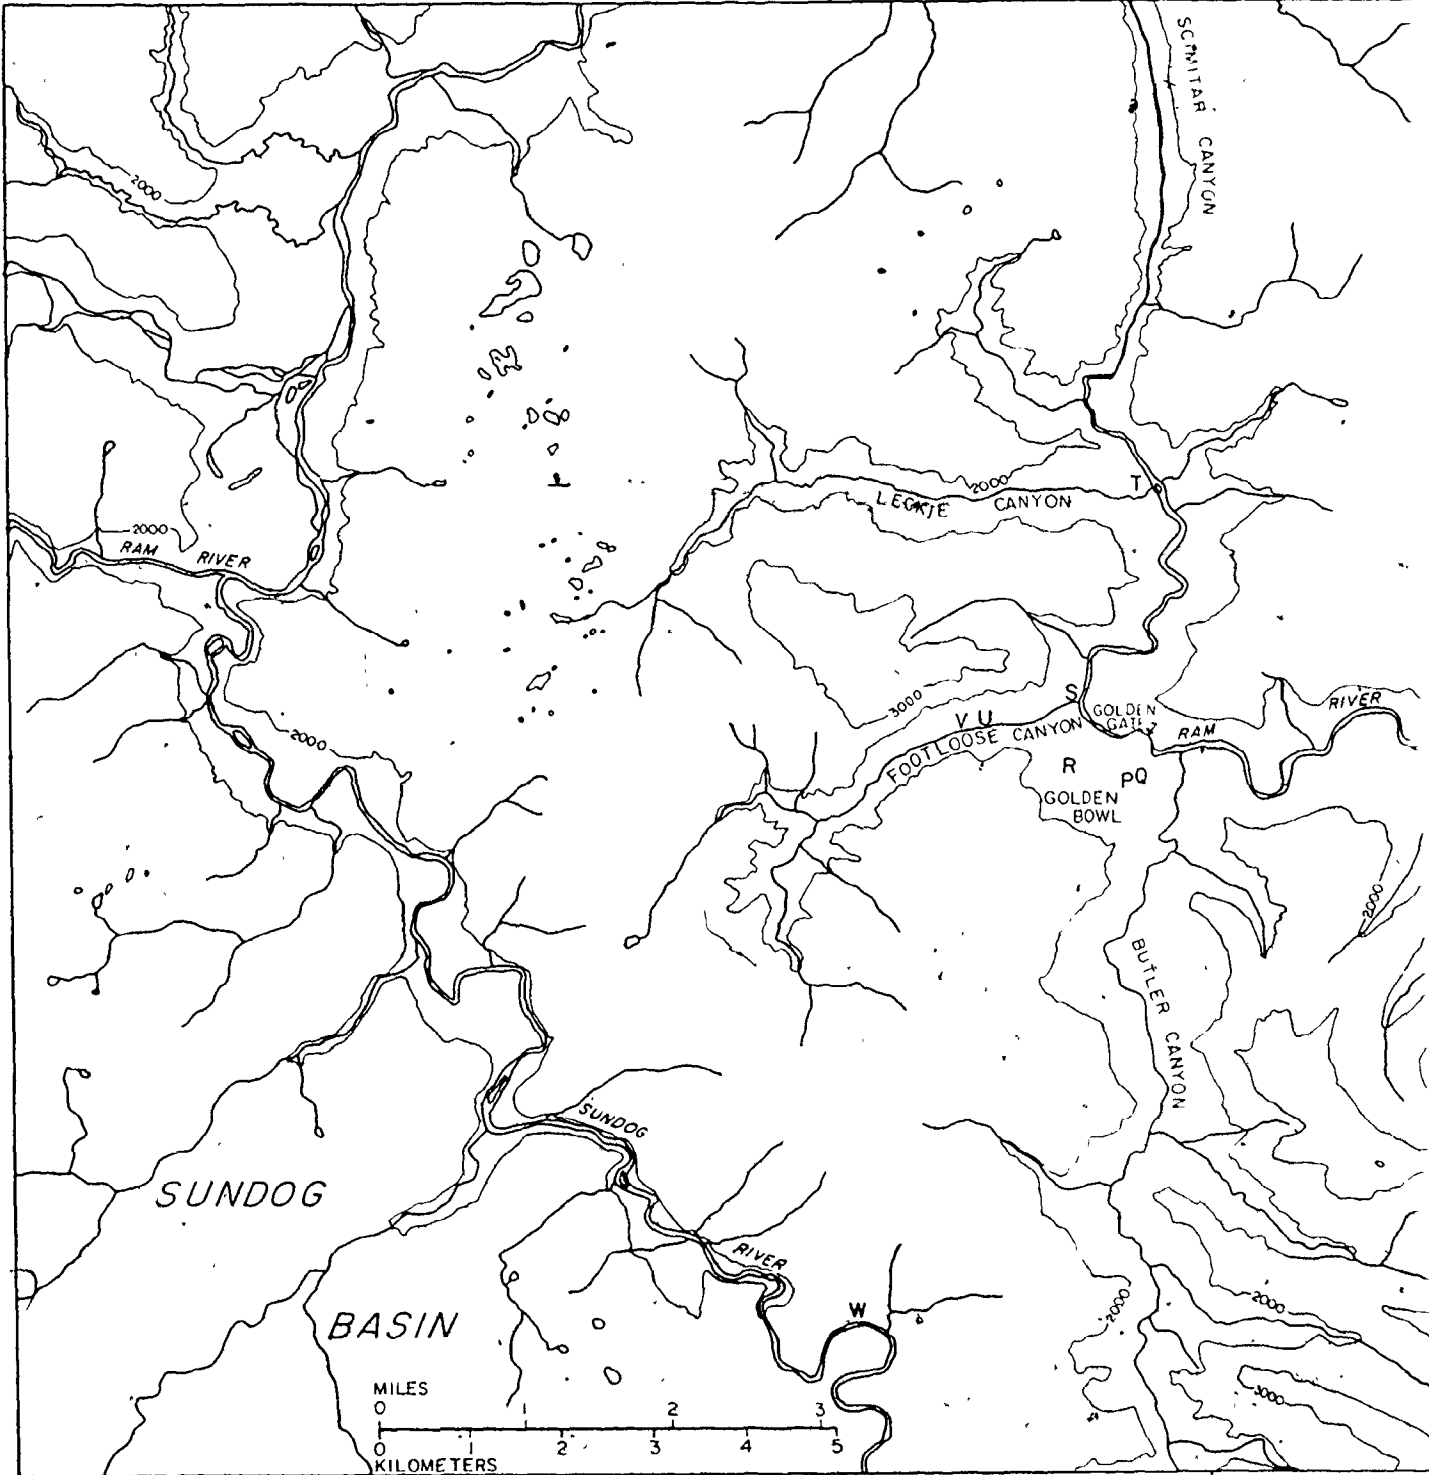 SCIMITAR CANYON
2000
2000
LECKIE CANYON
T
2000
RAM RIVER
3000
S
V U
FOOTLOOSE CANYON
GOLDEN
GATE
RAM
RIVER
2000
R
P Q
GOLDEN
BOWL
2000
BUTLER CANYON
SUNDOG
RIVER
SUNDOG
BASIN
W
2000
2000
3000
MILES
0 1 2 3
0 1 2 3 4 5
KILOMETERS